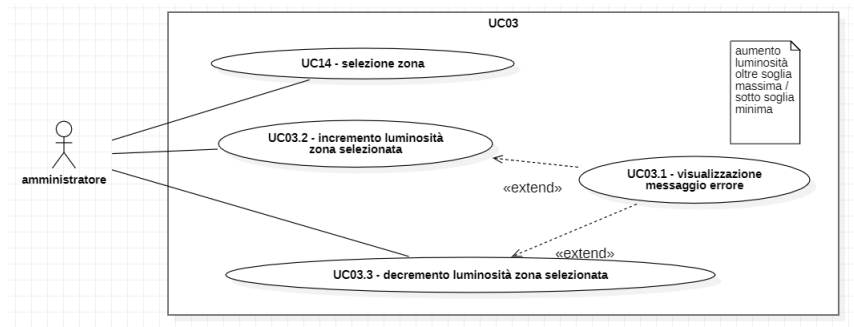 UC03
UC14 - selezione zona
aumento
luminosità
oltre soglia
massima /
sotto soglia
minima
UC03.2 - incremento luminosità
zona selezionata
amministratore
UC03.1 - visualizzazione
messaggio errore
«extend»
«extend»
UC03.3 - decremento luminosità zona selezionata